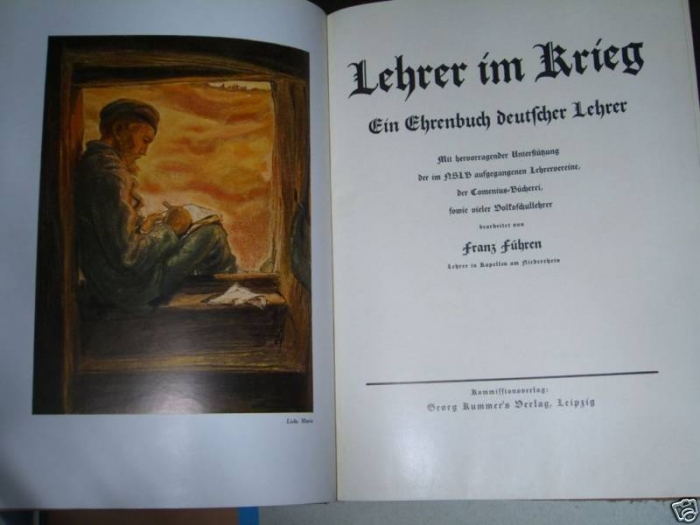 Lehrer im Krieg
Ein Ehrenbuch deutscher Lehrer
Mit hervorragender Unterstützung
der im NSLB aufgegangenen Lehrervereine,
der Comenius-Bücherei,
sowie vieler Volksschullehrer
bearbeitet von
Franz Führen
Lehrer in Kapellen am Niederrhein
Kommissionsverlag:
Georg Kummer's Verlag, Leipzig